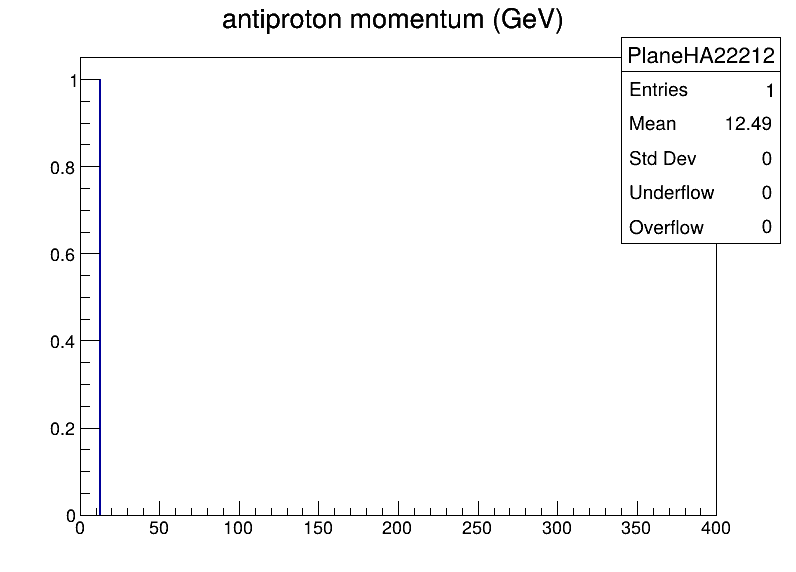 antiproton momentum (GeV)
PlaneHA22212
Entries 1
Mean 12.49
Std Dev 0
Underflow 0
Overflow 0
1
0.8
0.6
0.4
0.2
0
0 50 100 150 200 250 300 350 400